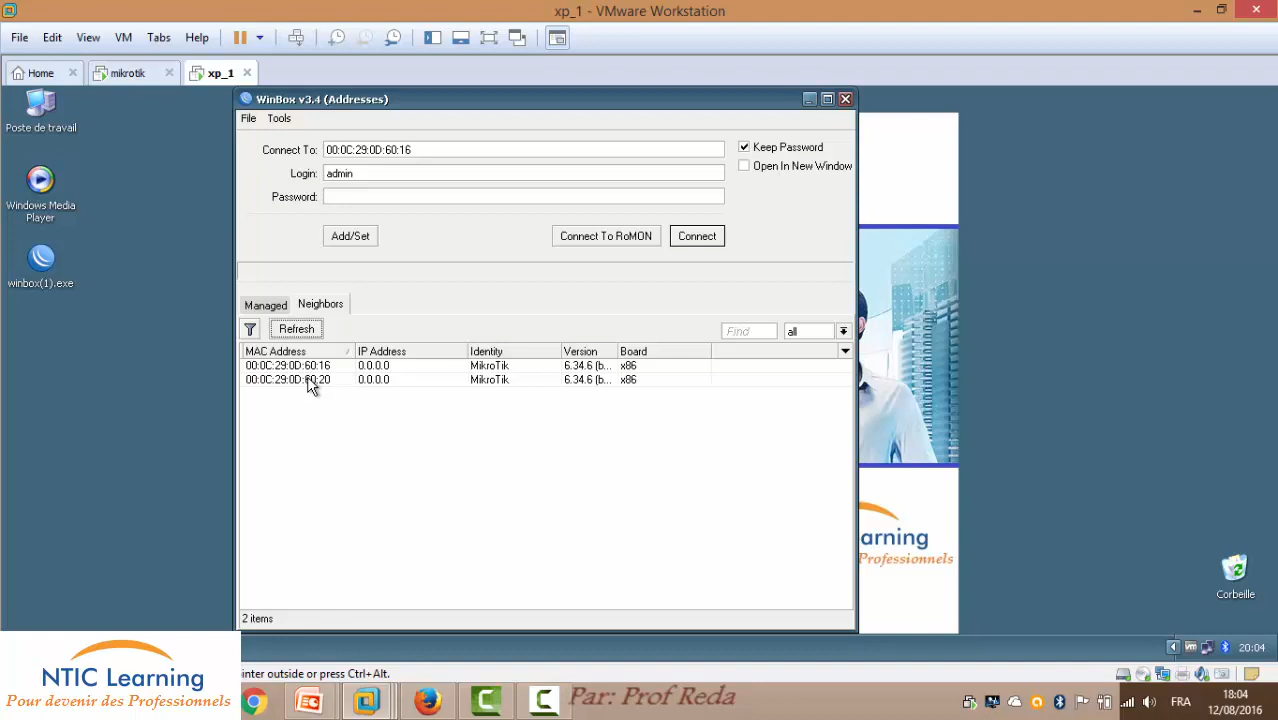 xp_1 - VMware Workstation
File Edit View VM Tabs Help
Home mikrotik xp_1
Poste de travail
Windows Media
Player
winbox(1).exe
WinBox v3.4 (Addresses)
File Tools
Connect To: 00:0C:29:0D:60:16
Keep Password
Open In New Window
Login: admin
Password:
Add/Set Connect To RoMON Connect
Managed Neighbors
Refresh Find all
MAC Address IP Address Identity Version Board
00:0C:29:0D:60:16 0.0.0.0 MikroTik 6.34.6 (b... x86
00:0C:29:0D:60:20 0.0.0.0 MikroTik 6.34.6 (b... x86
2 items
arning
Professionnels
Corbeille
20:04
inter outside or press Ctrl+Alt.
NTIC Learning
Pour devenir des Professionnels
Par: Prof Reda
FR
18:04
12/08/2016